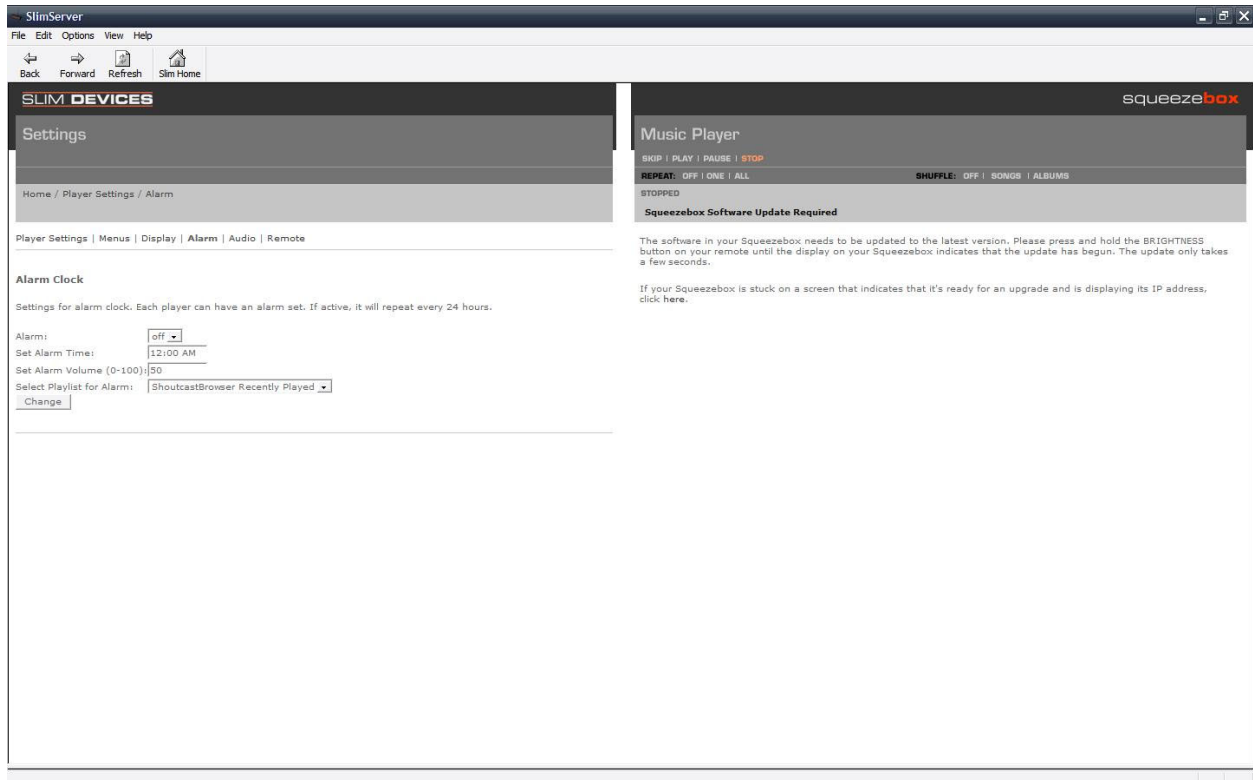 SlimServer
File Edit Options View Help
Back Forward Refresh Slim Home
SLIM DEVICES
Settings
Home / Player Settings / Alarm
Player Settings | Menus | Display | Alarm | Audio | Remote
Alarm Clock
Settings for alarm clock. Each player can have an alarm set. If active, it will repeat every 24 hours.
Alarm: off
Set Alarm Time: 12:00 AM
Set Alarm Volume (0-100): 50
Select Playlist for Alarm: ShoutcastBrowser Recently Played
Change
squeezebox
Music Player
SKIP | PLAY | PAUSE | STOP
REPEAT: OFF | ONE | ALL SHUFFLE: OFF | SONGS | ALBUMS
STOPPED
Squeezebox Software Update Required
The software in your Squeezebox needs to be updated to the latest version. Please press and hold the BRIGHTNESS
button on your remote until the display on your Squeezebox indicates that the update has begun. The update only takes
a few seconds.
If your Squeezebox is stuck on a screen that indicates that it's ready for an upgrade and is displaying its IP address,
click here.